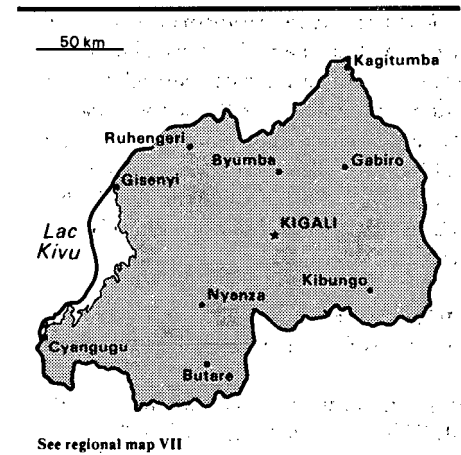 50 km
Kagitumba
Ruhengeri
Byumba
Gabiro
Gisenyi
Lac
Kivu
KIGALI
Kibungo
Nyanza
Cyangugu
Butare
See regional map VII